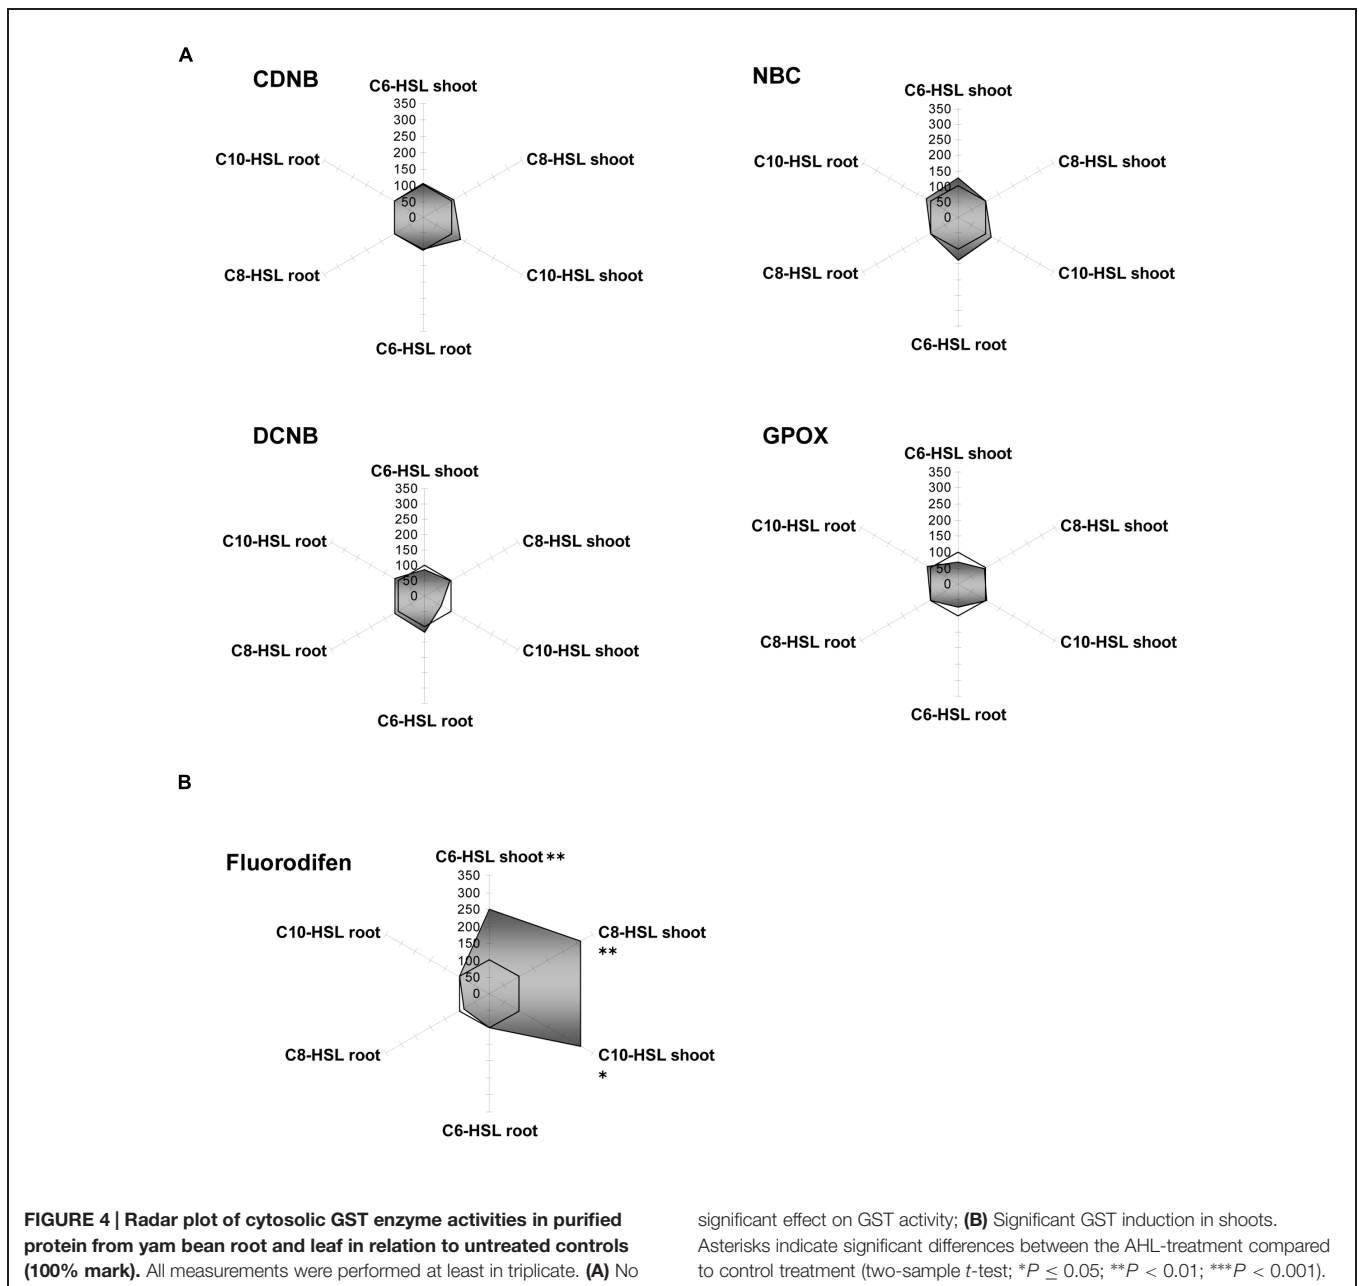 A
CDNB
C6-HSL shoot
350
300
250
200
150
100
50
0
C10-HSL root
C8-HSL shoot
C8-HSL root
C10-HSL shoot
C6-HSL root
NBC
C6-HSL shoot
350
300
250
200
150
100
50
0
C10-HSL root
C8-HSL shoot
C8-HSL root
C10-HSL shoot
C6-HSL root
DCNB
C6-HSL shoot
350
300
250
200
150
100
50
0
C10-HSL root
C8-HSL shoot
C8-HSL root
C10-HSL shoot
C6-HSL root
GPOX
C6-HSL shoot
350
300
250
200
150
100
50
0
C10-HSL root
C8-HSL shoot
C8-HSL root
C10-HSL shoot
C6-HSL root
B
Fluorodifen
C6-HSL shoot **
350
300
250
200
150
100
50
0
C10-HSL root
C8-HSL shoot
**
C8-HSL root
C10-HSL shoot
*
C6-HSL root
FIGURE 4 | Radar plot of cytosolic GST enzyme activities in purified
protein from yam bean root and leaf in relation to untreated controls
(100% mark). All measurements were performed at least in triplicate. (A) No
significant effect on GST activity; (B) Significant GST induction in shoots.
Asterisks indicate significant differences between the AHL-treatment compared
to control treatment (two-sample t-test; *P ≤ 0.05; **P < 0.01; ***P < 0.001).